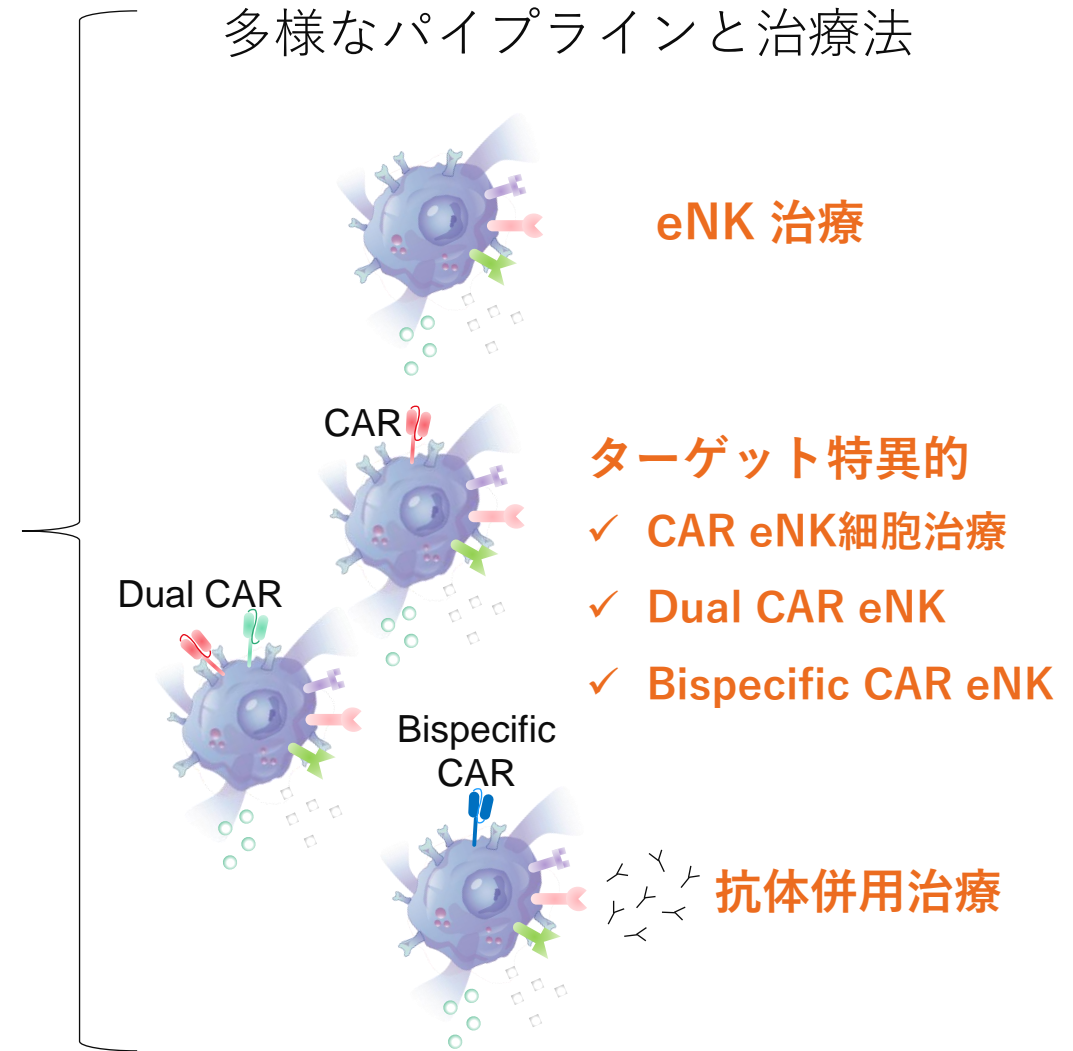 多様なパイプラインと治療法
eNK 治療
CAR
ターゲット特異的
✓ CAR eNK細胞治療
Dual CAR
✓ Dual CAR eNK
✓ Bispecific CAR eNK
Bispecific
CAR
抗体併用治療